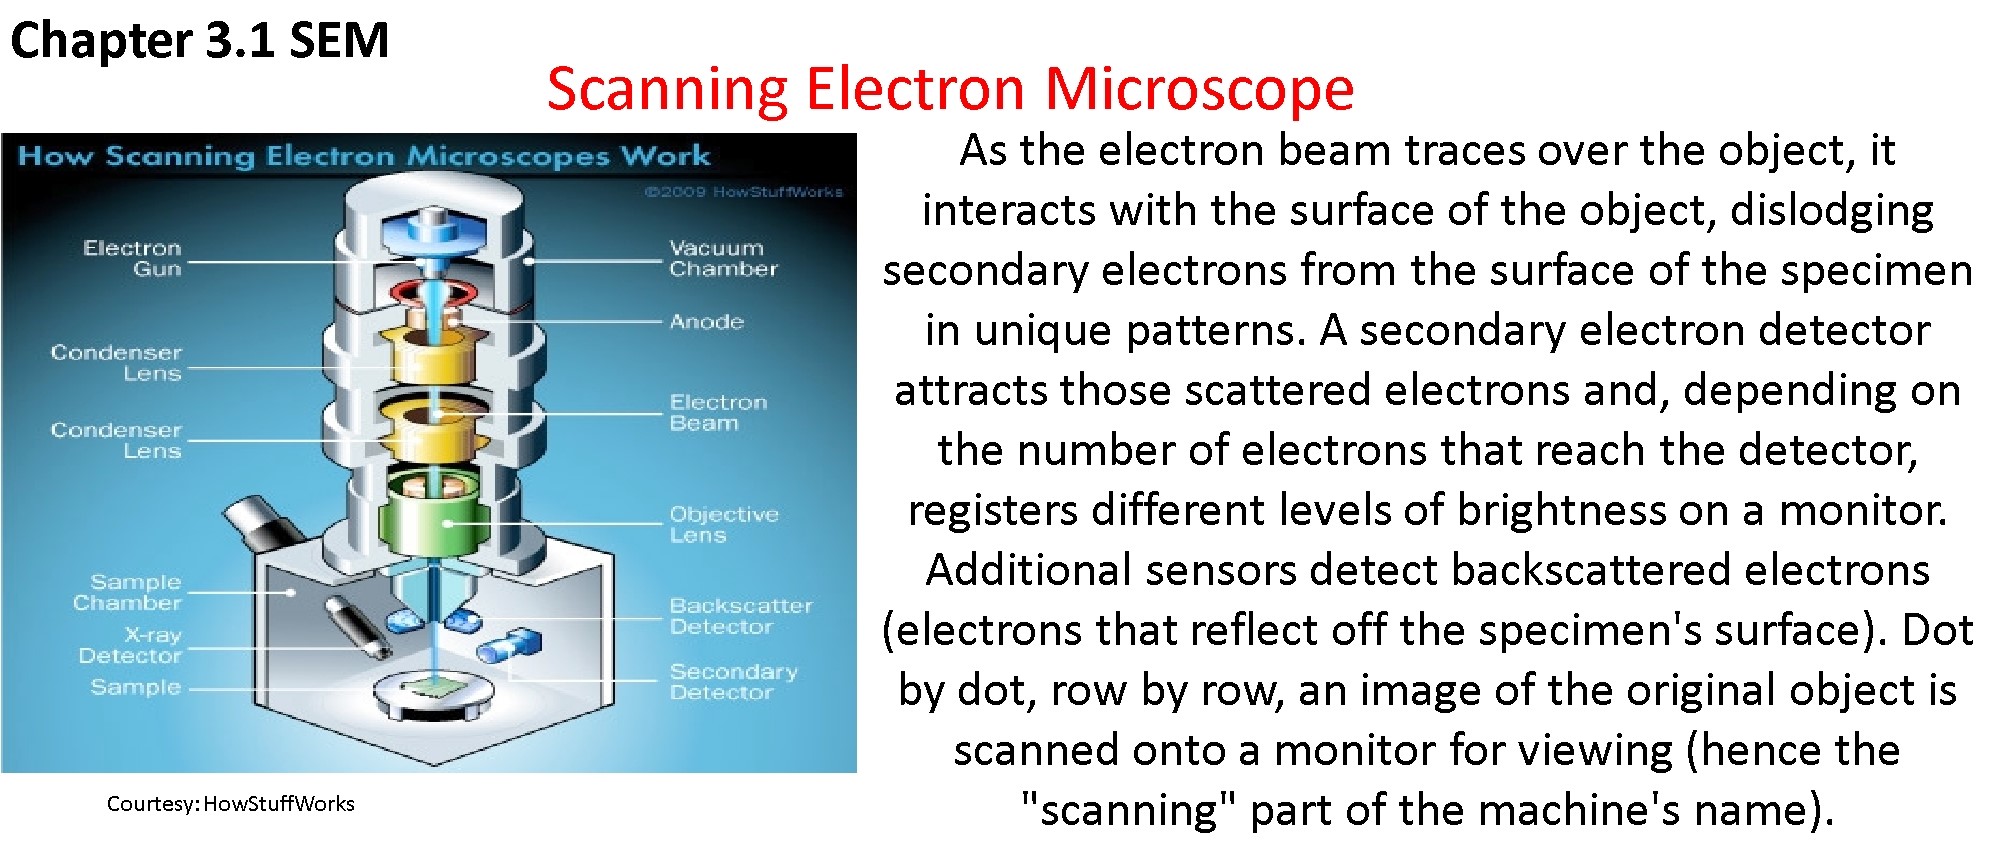 Chapter 3.1 SEM
Scanning Electron Microscope
How Scanning Electron Microscopes Work
©2009 HowStuffWorks
Electron
Gun
Condenser
Lens
Condenser
Lens
Sample
Chamber
X-ray
Detector
Sample
Vacuum
Chamber
Anode
Electron
Beam
Objective
Lens
Backscatter
Detector
Secondary
Detector
Courtesy: HowStuffWorks
As the electron beam traces over the object, it
interacts with the surface of the object, dislodging
secondary electrons from the surface of the specimen
in unique patterns. A secondary electron detector
attracts those scattered electrons and, depending on
the number of electrons that reach the detector,
registers different levels of brightness on a monitor.
Additional sensors detect backscattered electrons
(electrons that reflect off the specimen's surface). Dot
by dot, row by row, an image of the original object is
scanned onto a monitor for viewing (hence the
"scanning" part of the machine's name).